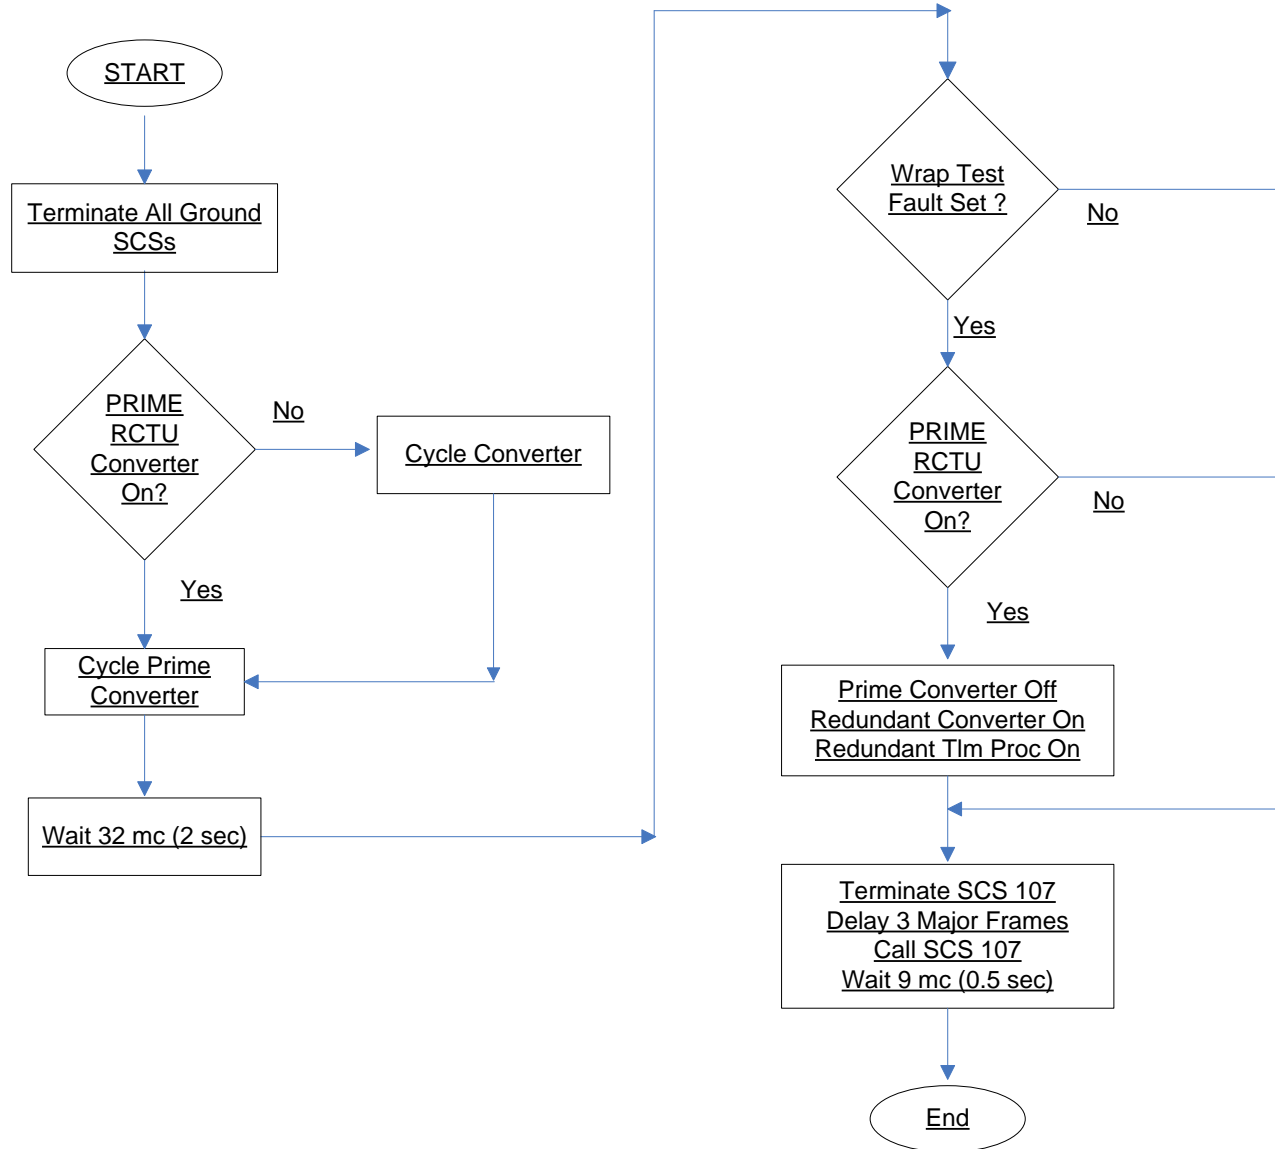 START
Terminate All Ground
SCSs
PRIME
RCTU
Converter
On?
No
Cycle Converter
Yes
Cycle Prime
Converter
Wait 32 mc (2 sec)
Wrap Test
Fault Set ?
No
Yes
PRIME
RCTU
Converter
On?
No
Yes
Prime Converter Off
Redundant Converter On
Redundant Tlm Proc On
Terminate SCS 107
Delay 3 Major Frames
Call SCS 107
Wait 9 mc (0.5 sec)
End